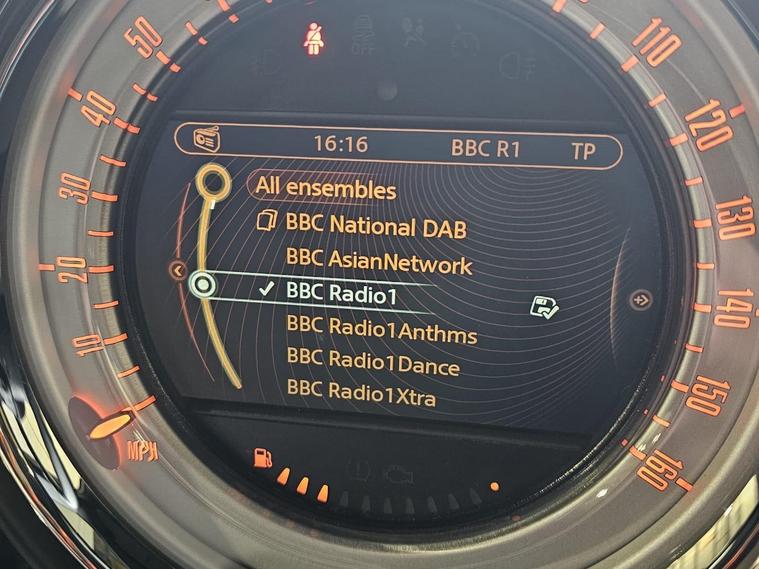 16:16 BBC R1 TP
All ensembles
BBC National DAB
BBC AsianNetwork
BBC Radio1
BBC Radio1Anthms
BBC Radio1Dance
BBC Radio1Xtra
10
20
30
40
50
110
120
130
140
150
160
MPH
OFF